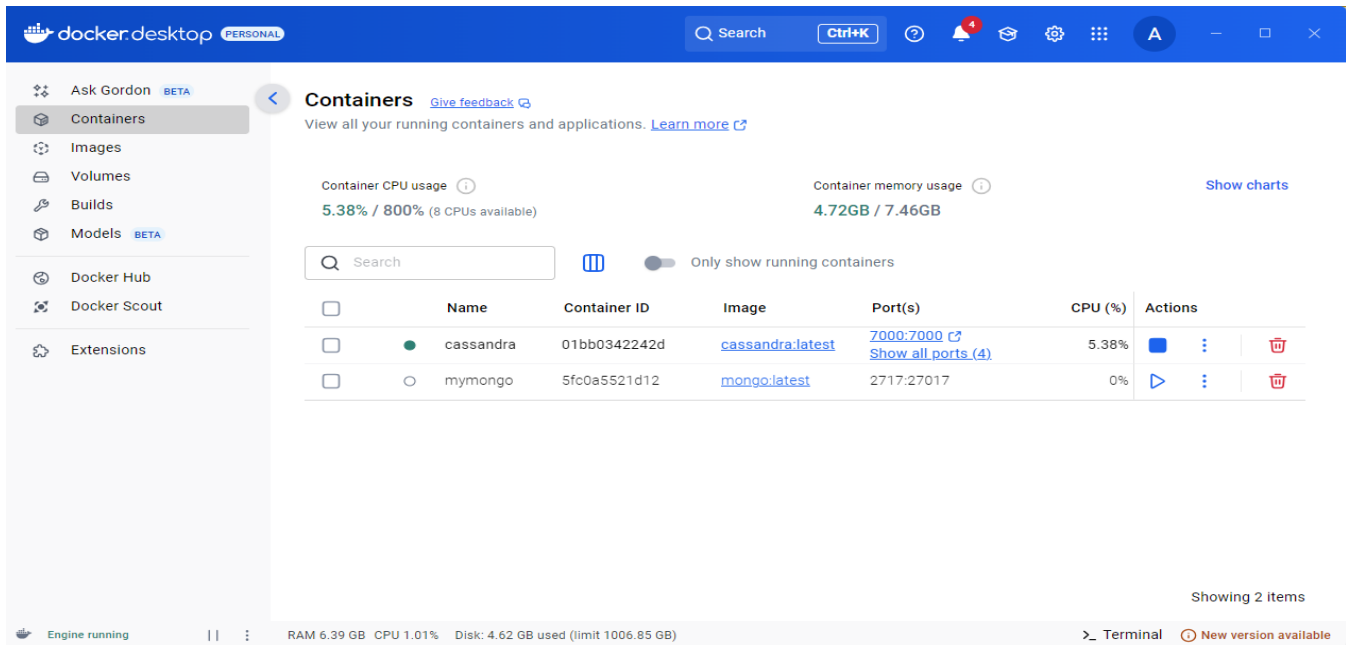 docker.desktop PERSONAL Search Ctrl+K 4 A
Ask Gordon BETA
Containers
Images
Volumes
Builds
Models BETA
Docker Hub
Docker Scout
Extensions
Containers Give feedback
View all your running containers and applications. Learn more
Container CPU usage
5.38% / 800% (8 CPUs available)
Container memory usage
4.72GB / 7.46GB
Show charts
Search
Only show running containers
Name Container ID Image Port(s) CPU (%) Actions
cassandra 01bb0342242d cassandra:latest 7000:7000 5.38%
Show all ports (4)
mymongo 5fc0a5521d12 mongo:latest 2717:27017 0%
Showing 2 items
Engine running RAM 6.39 GB CPU 1.01% Disk: 4.62 GB used (limit 1006.85 GB) >_ Terminal New version available